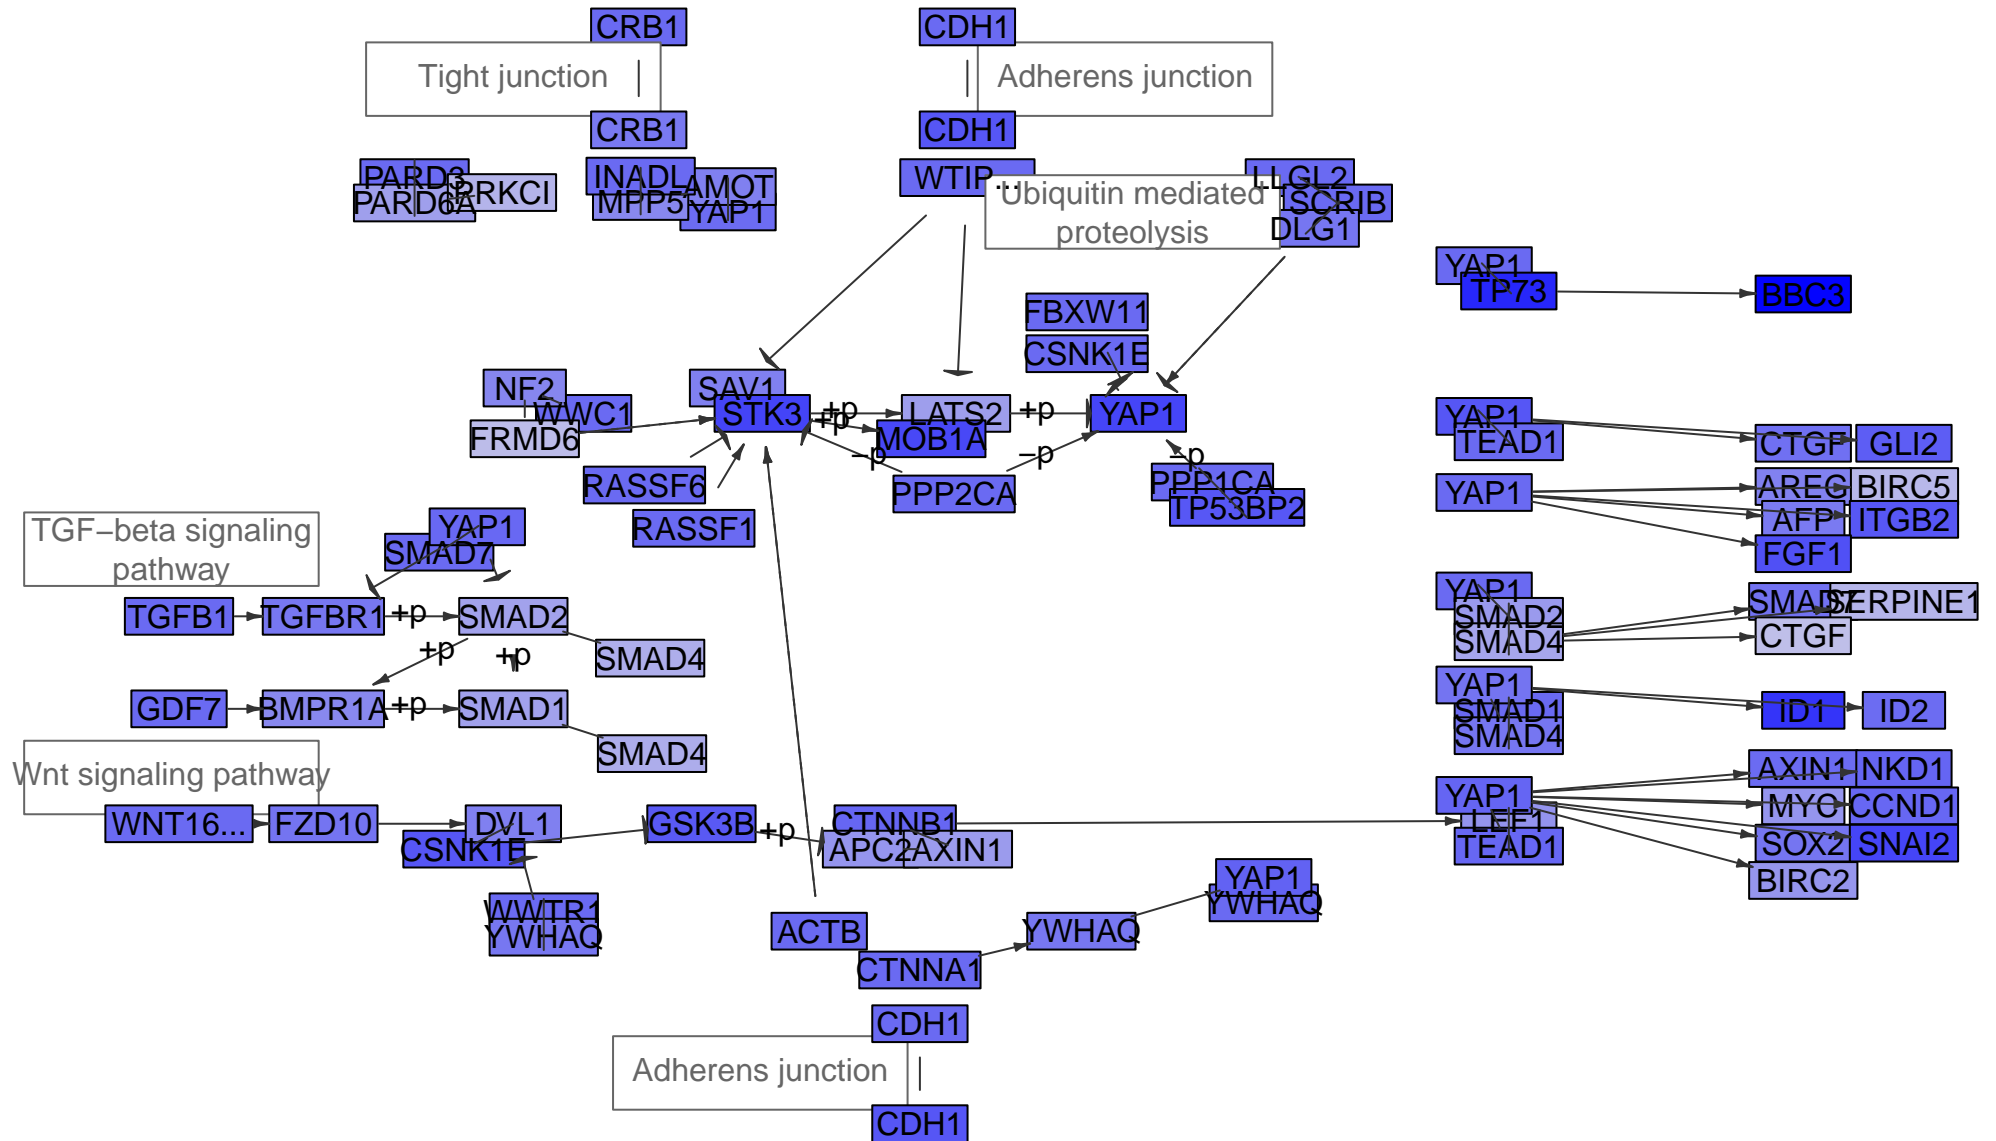 CRB1
CDH1
Tight junction
Adherens junction
CRB1
CDH1
PARD3
PRKCI
PARD6A
INADL
AMOT
MPP5
YAP1
WTIP...
LLGL2
SCRIB
DLG1
Ubiquitin mediated
proteolysis
YAP1
TP73
BBC3
FBXW11
CSNK1E
NF2
WWC1
FRMD6
SAV1
STK3
+p
+p
LATS2
MOB1A
+p
YAP1
−p
−p
−p
RASSF6
RASSF1
PPP2CA
PPP1CA
TP53BP2
YAP1
TEAD1
CTGF
GLI2
YAP1
AREG
BIRC5
AFP
ITGB2
FGF1
TGF−beta signaling
pathway
YAP1
SMAD7
TGFB1
TGFBR1
+p
SMAD2
SMAD4
+p
+p
GDF7
BMPR1A
+p
SMAD1
SMAD4
YAP1
SMAD2
SMAD4
SMAD7
SERPINE1
CTGF
YAP1
SMAD1
SMAD4
ID1
ID2
Wnt signaling pathway
WNT16...
FZD10
DVL1
CSNK1E
GSK3B
+p
CTNNB1
APC2
AXIN1
YAP1
LEF1
TEAD1
AXIN1
NKD1
MYC
CCND1
SOX2
SNAI2
BIRC2
WWTR1
YWHAQ
ACTB
CTNNA1
YWHAQ
YAP1
YWHAQ
CDH1
Adherens junction
CDH1